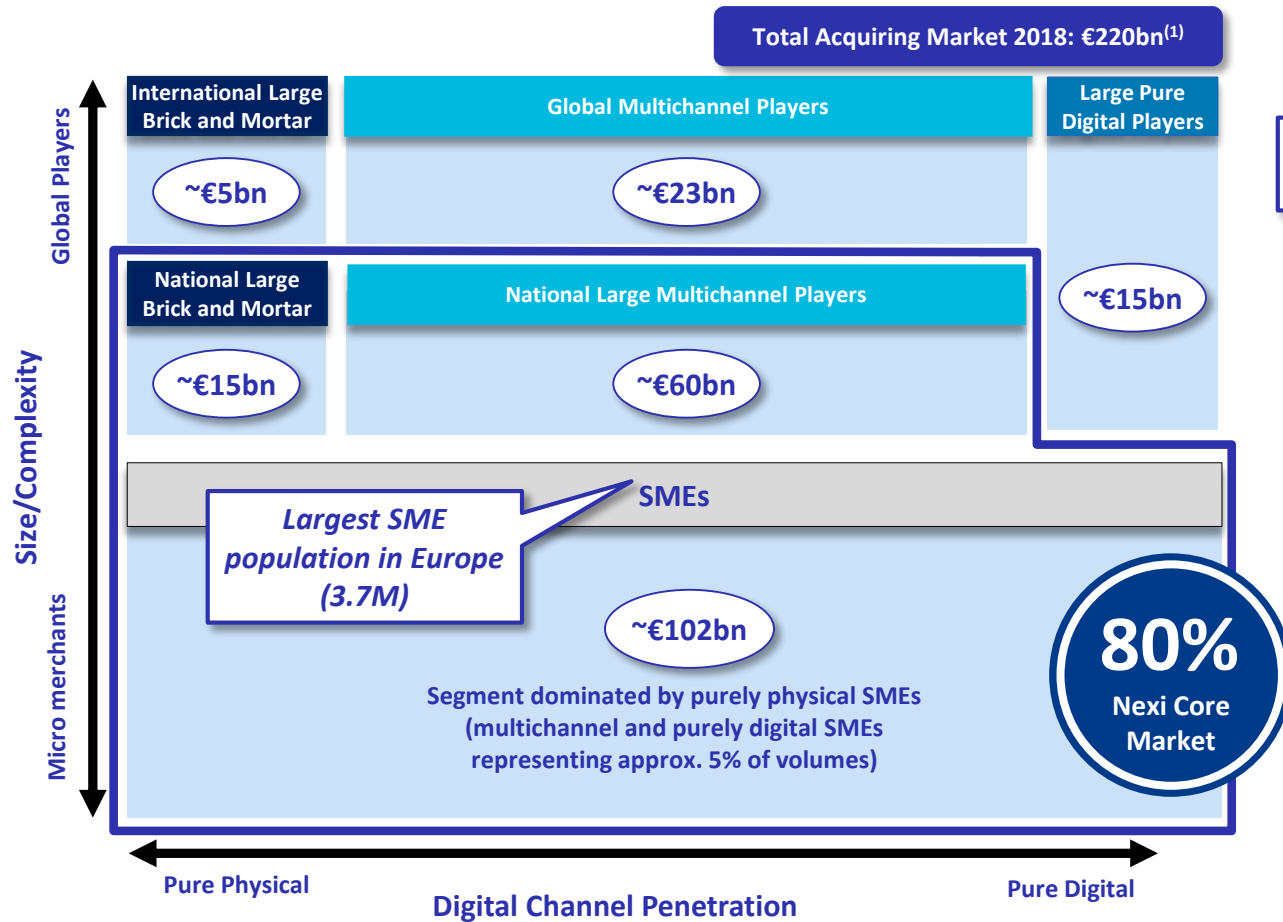 Total Acquiring Market 2018: €220bn(1)
International Large
Brick and Mortar
Global Multichannel Players
Large Pure
Digital Players
Global Players
~€5bn
~€23bn
National Large
Brick and Mortar
National Large Multichannel Players
~€15bn
~€15bn
~€60bn
Size/Complexity
SMEs
Largest SME
population in Europe
(3.7M)
~€102bn
Segment dominated by purely physical SMEs
(multichannel and purely digital SMEs
representing approx. 5% of volumes)
80%
Nexi Core
Market
Micro merchants
Pure Physical
Pure Digital
Digital Channel Penetration